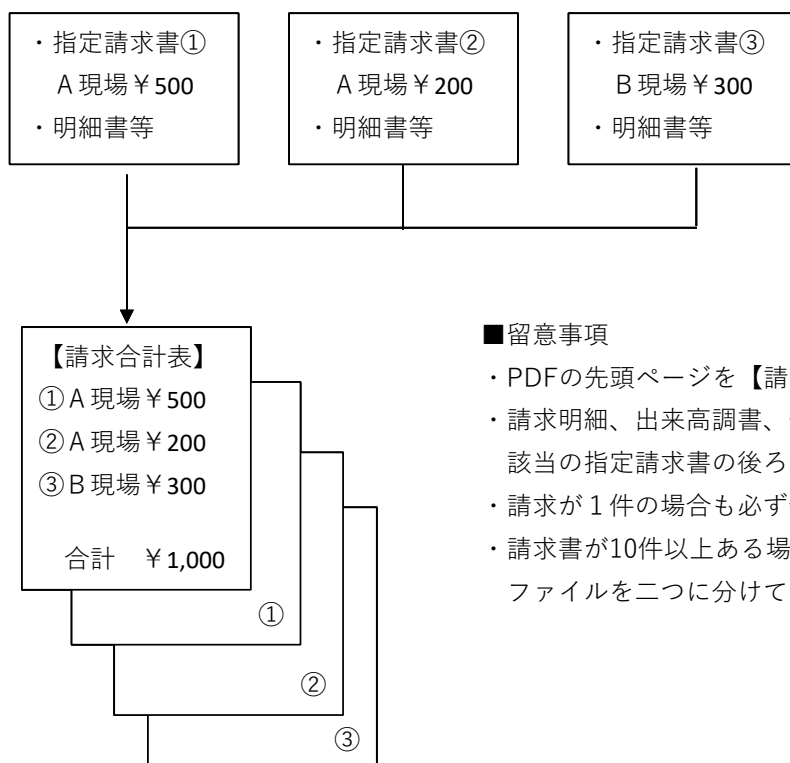 ・指定請求書①
A現場￥500
・明細書等
・指定請求書②
A現場￥200
・明細書等
・指定請求書③
B現場￥300
・明細書等
【請求合計表】
①A現場￥500
②A現場￥200
③B現場￥300
合計　￥1,000
①
②
③
■留意事項
・PDFの先頭ページを【請
・請求明細、出来高調書、
該当の指定請求書の後ろ
・請求が１件の場合も必ず
・請求書が10件以上ある場
ファイルを二つに分けて